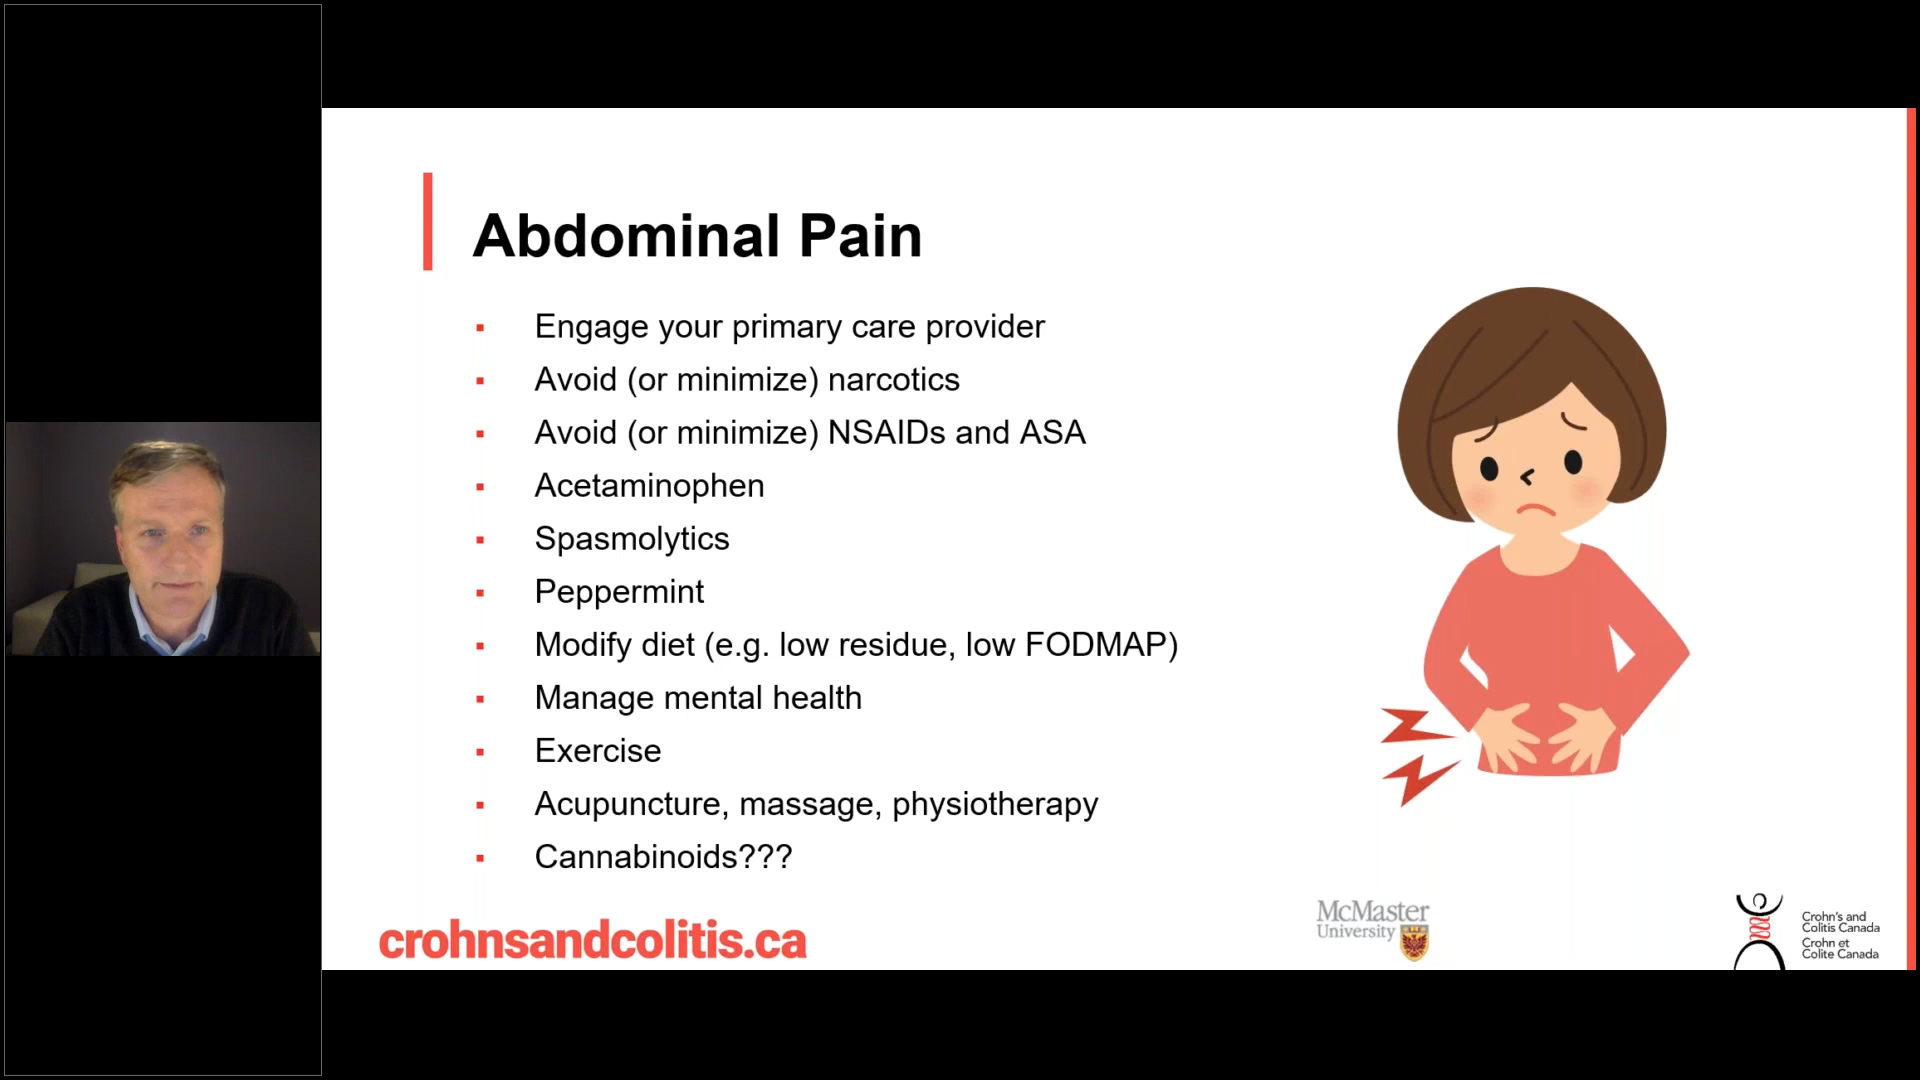 Abdominal Pain
▪ Engage your primary care provider
▪ Avoid (or minimize) narcotics
▪ Avoid (or minimize) NSAIDs and ASA
▪ Acetaminophen
▪ Spasmolytics
▪ Peppermint
▪ Modify diet (e.g. low residue, low FODMAP)
▪ Manage mental health
▪ Exercise
▪ Acupuncture, massage, physiotherapy
▪ Cannabinoids???
crohnsandcolitis.ca
McMaster
University
Crohn's and
Colitis Canada
Crohn et
Colite Canada